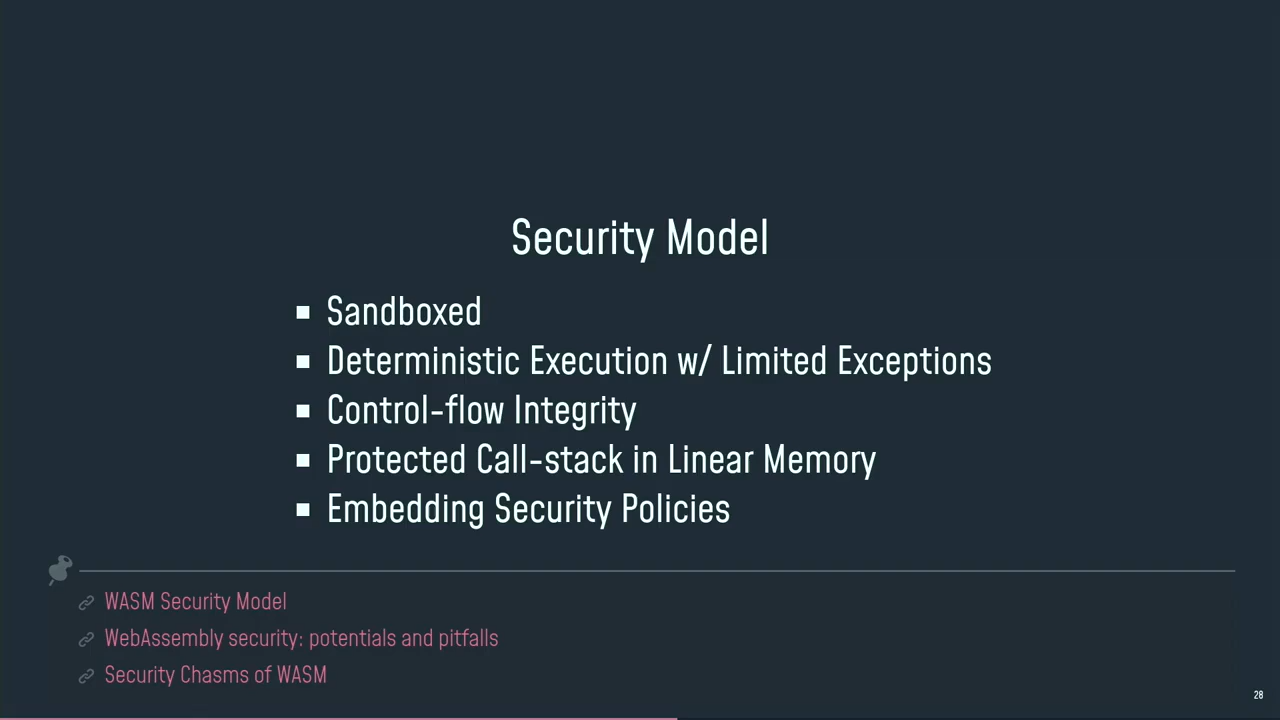 Security Model
Sandboxed
Deterministic Execution w/ Limited Exceptions
Control-flow Integrity
Protected Call-stack in Linear Memory
Embedding Security Policies
WASM Security Model
WebAssembly security: potentials and pitfalls
Security Chasms of WASM
28